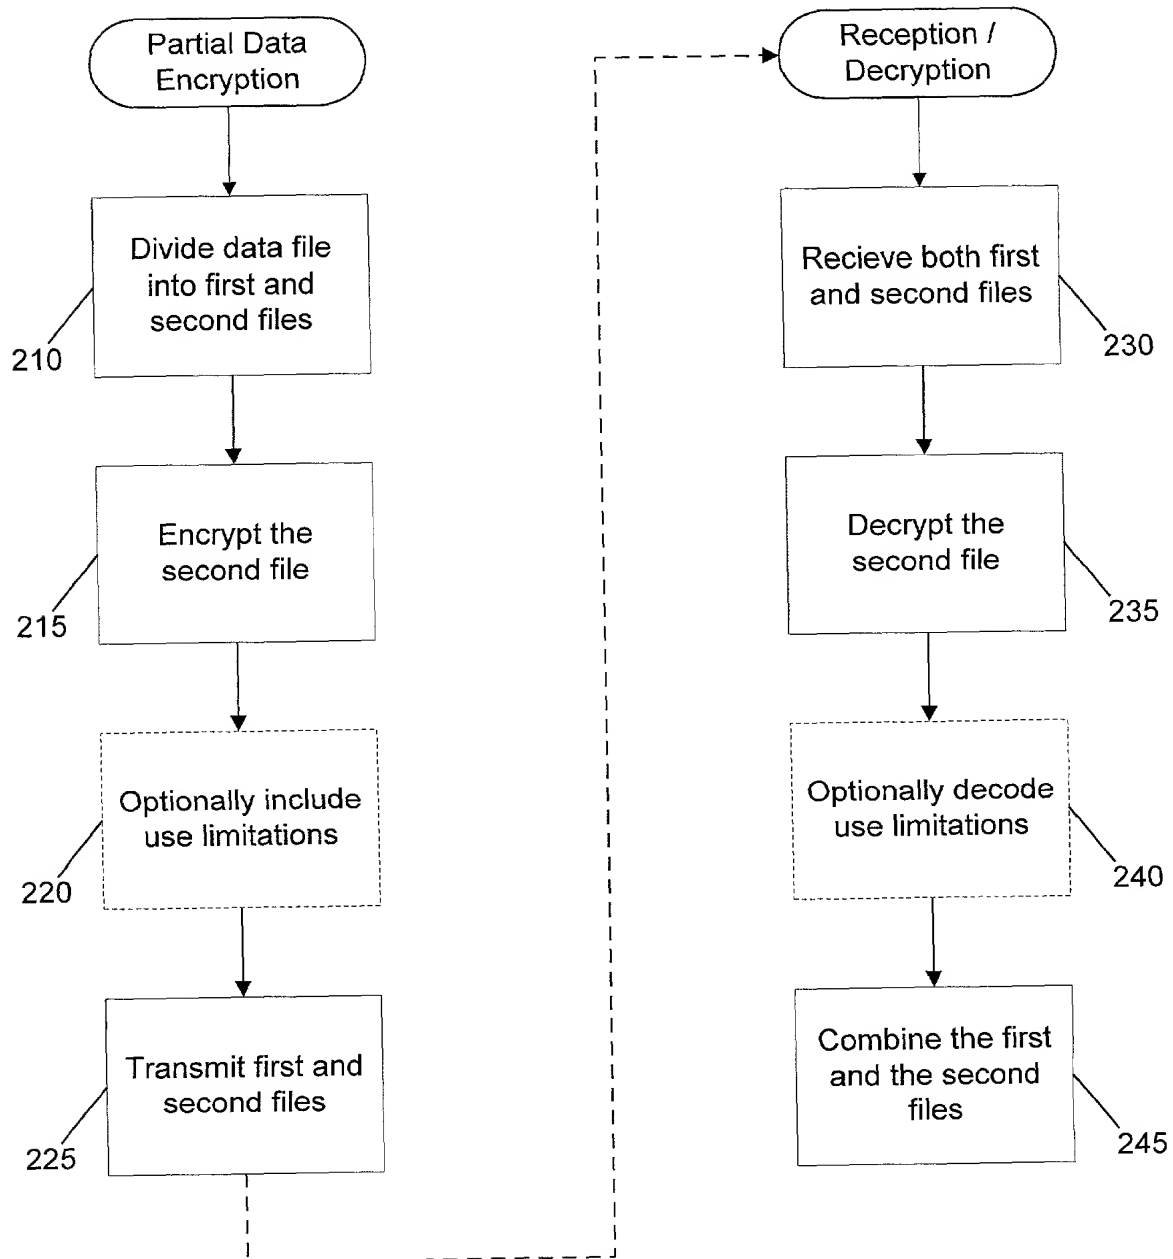 Partial Data
Encryption
Divide data file
into first and
second files
210
Encrypt the
second file
215
Optionally include
use limitations
220
Transmit first and
second files
225
Reception /
Decryption
Recieve both first
and second files
230
Decrypt the
second file
235
Optionally decode
use limitations
240
Combine the first
and the second
files
245